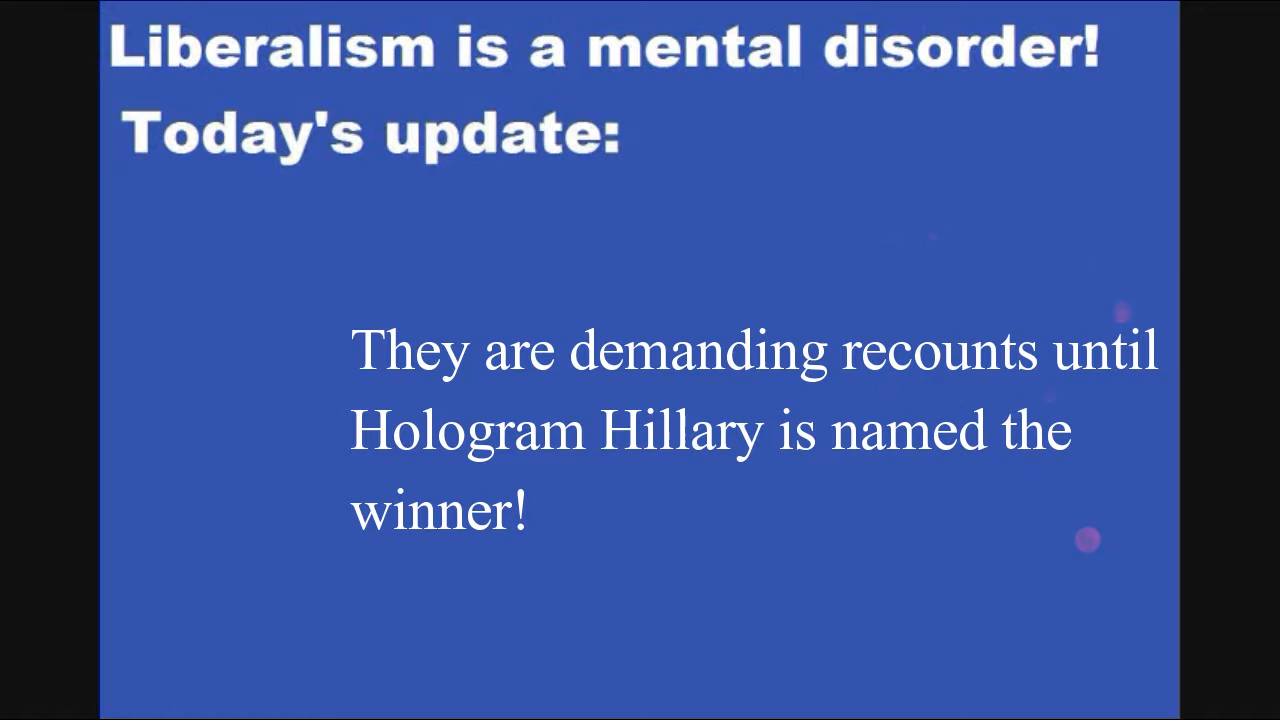 Liberalism is a mental disorder!
Today's update:
They are demanding recounts until
Hologram Hillary is named the
winner!